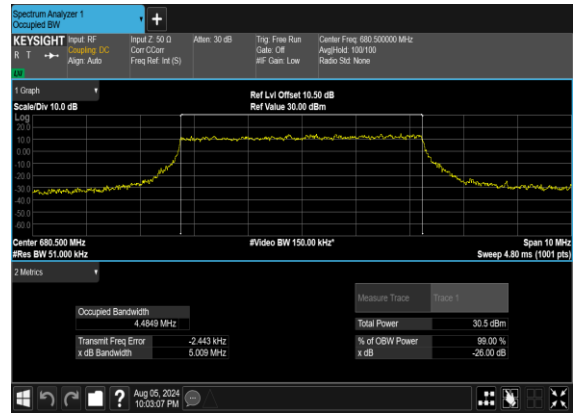 Spectrum Analyzer 1
Occupied BW
+
KEYSIGHT
R T
Input: RF
Coupling: DC
Align: Auto
Input Z: 50 Ω
Corr CCorr
Freq Ref: Int (S)
Atten: 30 dB
Trig: Free Run
Gate: Off
#IF Gain: Low
Center Freq: 680.500000 MHz
Avg|Hold: 100/100
Radio Std: None
1 Graph
Scale/Div 10.0 dB
Ref Lvl Offset 10.50 dB
Ref Value 30.00 dBm
Log
20.0
10.0
0.00
-10.0
-20.0
-30.0
-40.0
-50.0
-60.0
Center 680.500 MHz
#Res BW 51.000 kHz
#Video BW 150.00 kHz*
Span 10 MHz
Sweep 4.80 ms (1001 pts)
2 Metrics
Measure Trace Trace 1
Occupied Bandwidth
4.4849 MHz
Total Power 30.5 dBm
Transmit Freq Error -2.443 kHz
% of OBW Power 99.00 %
x dB Bandwidth 5.009 MHz
x dB -26.00 dB
?
Aug 05, 2024
10:03:07 PM